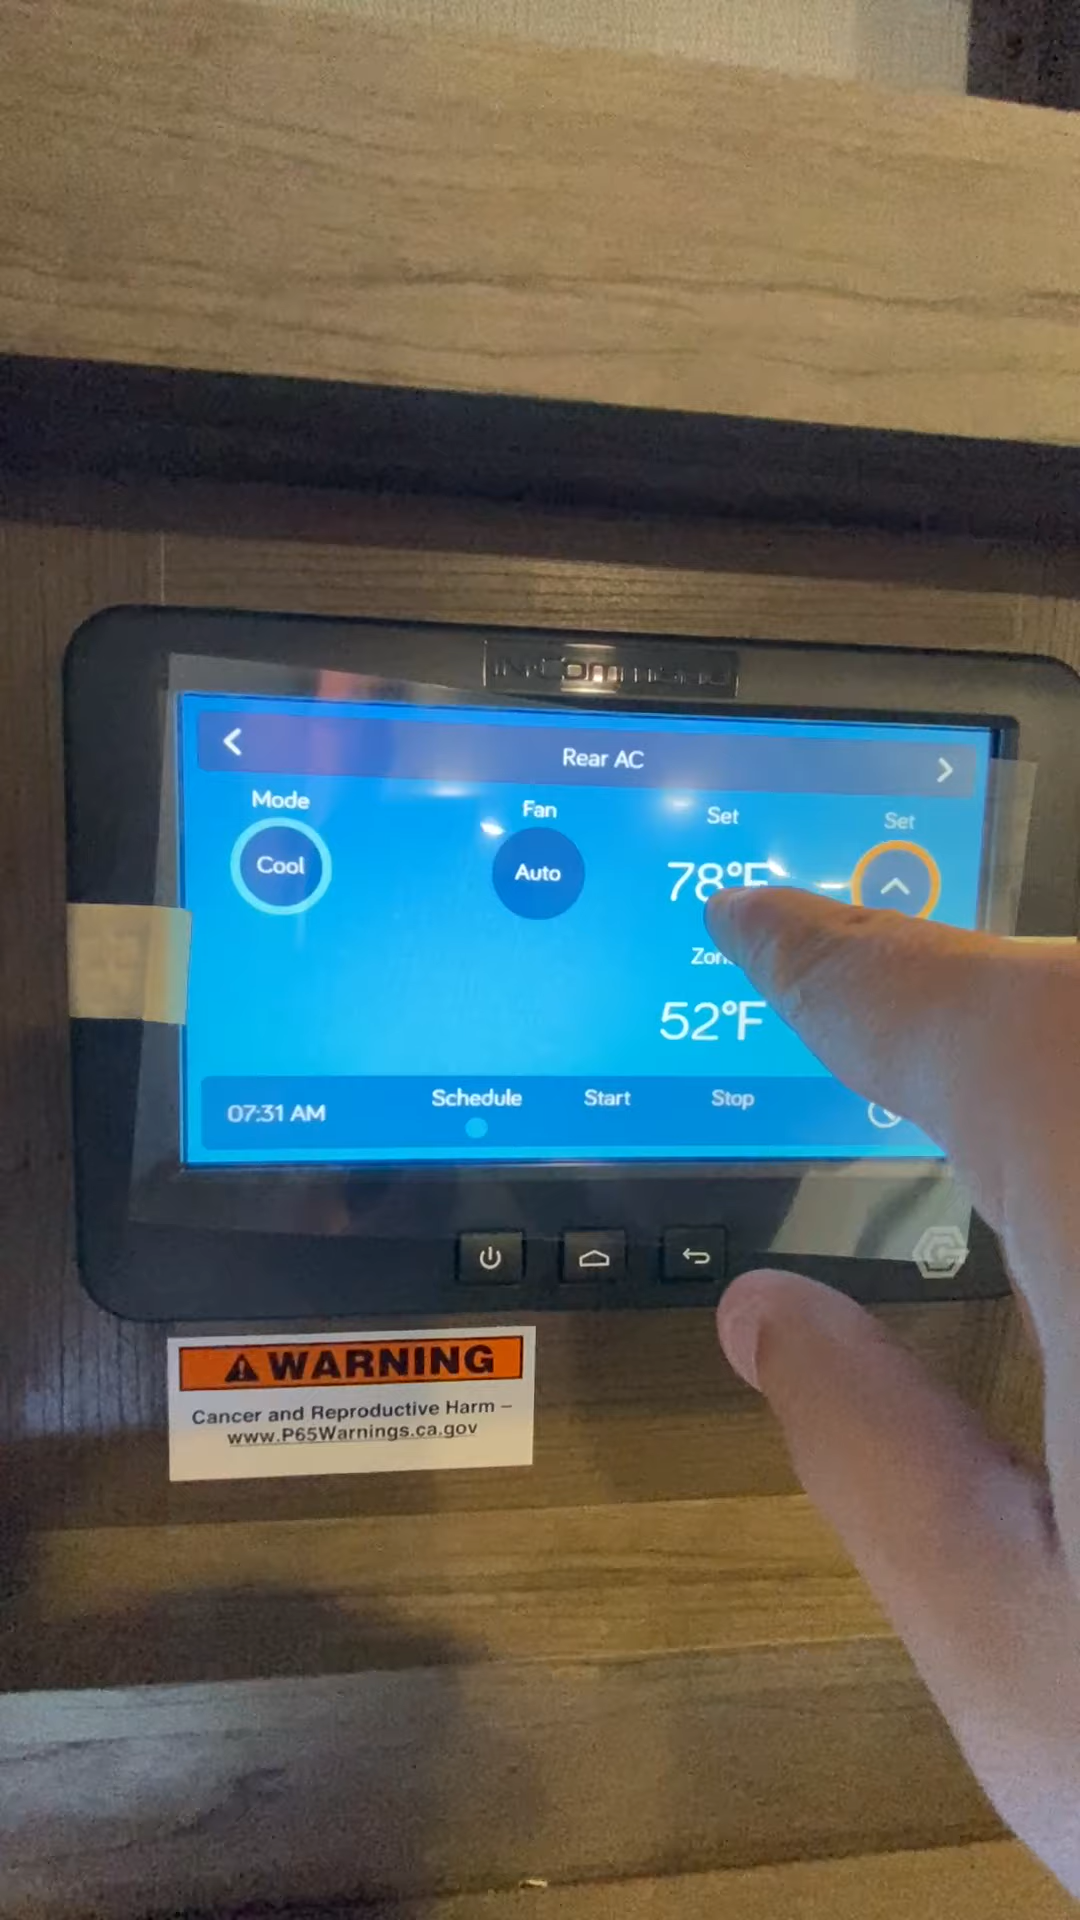 INCommand
Rear AC
Mode
Fan
Set
Set
Cool
Auto
78°F
52°F
07:31 AM
Schedule
Start
Stop
WARNING
Cancer and Reproductive Harm –
www.P65Warnings.ca.gov